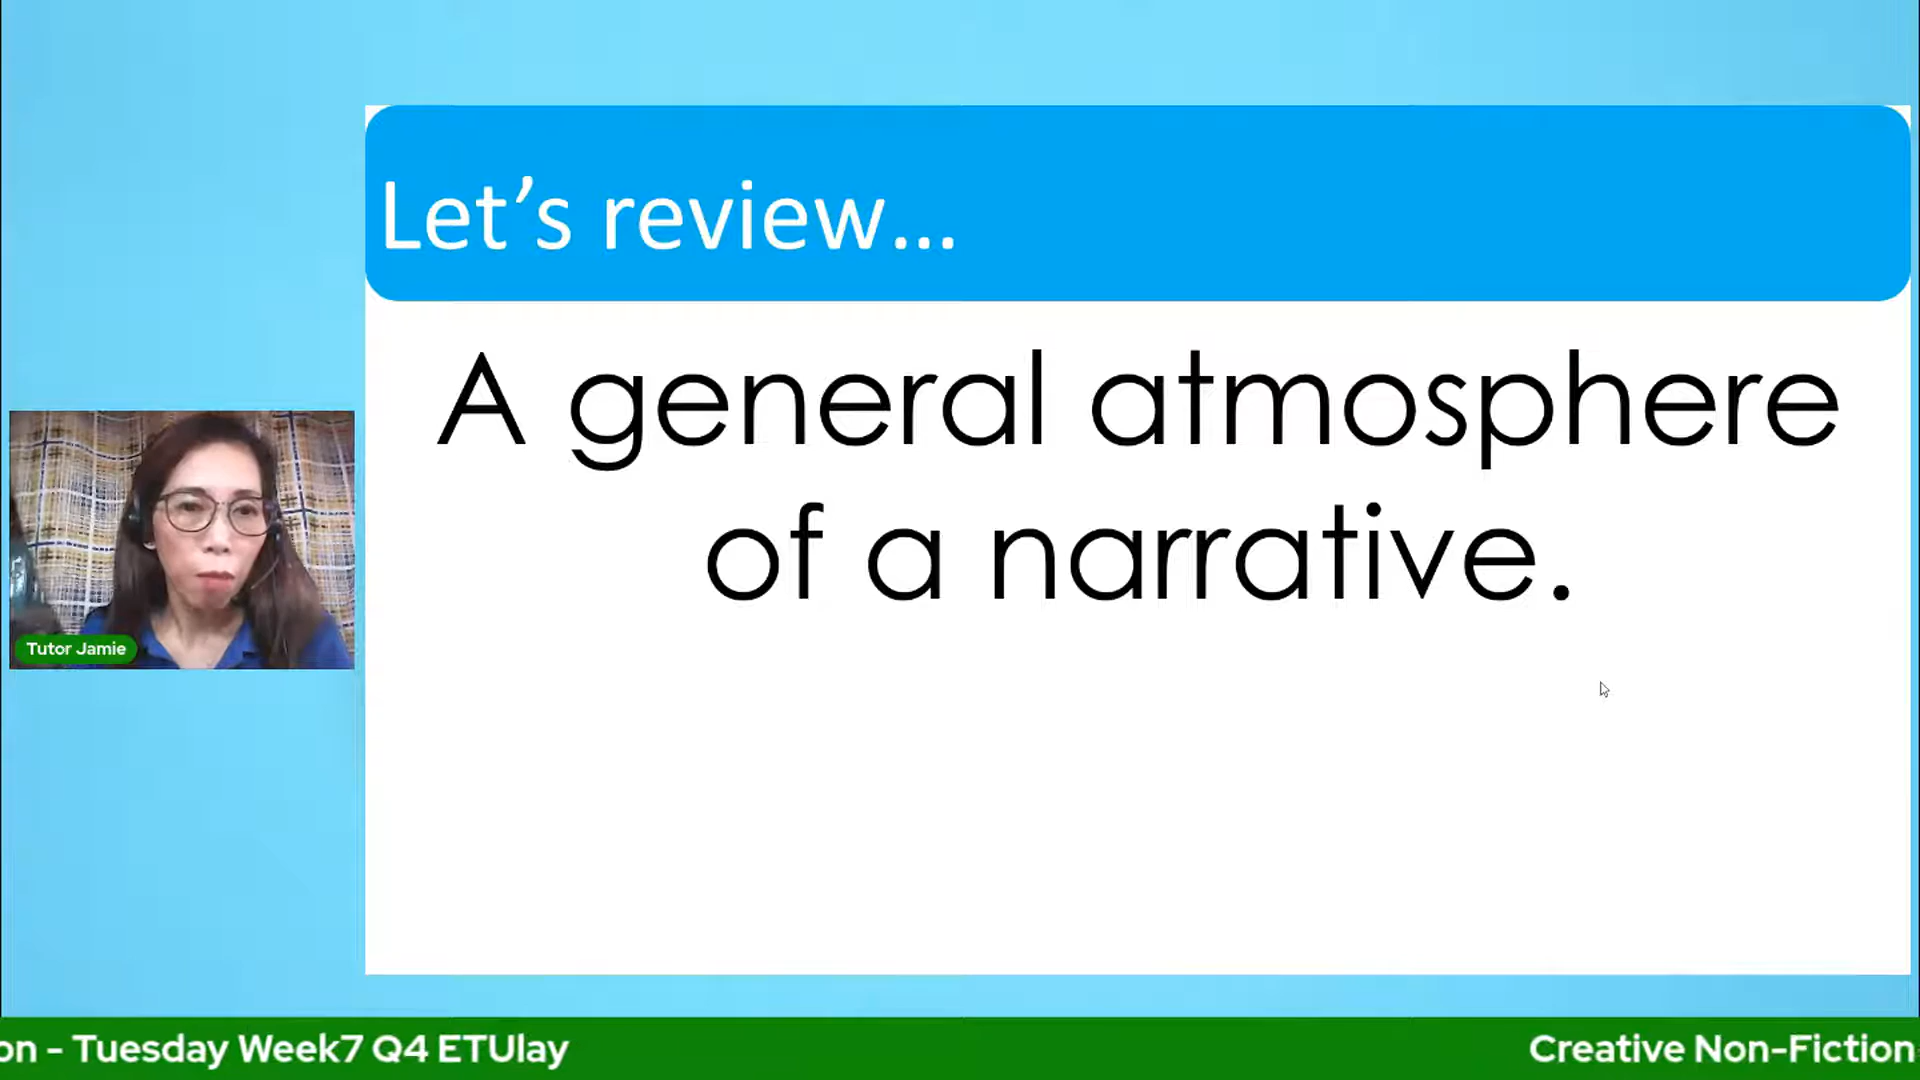 Let’s review...
A general atmosphere
of a narrative.
Tutor Jamie
on - Tuesday Week7 Q4 ETUlay
Creative Non-Fiction